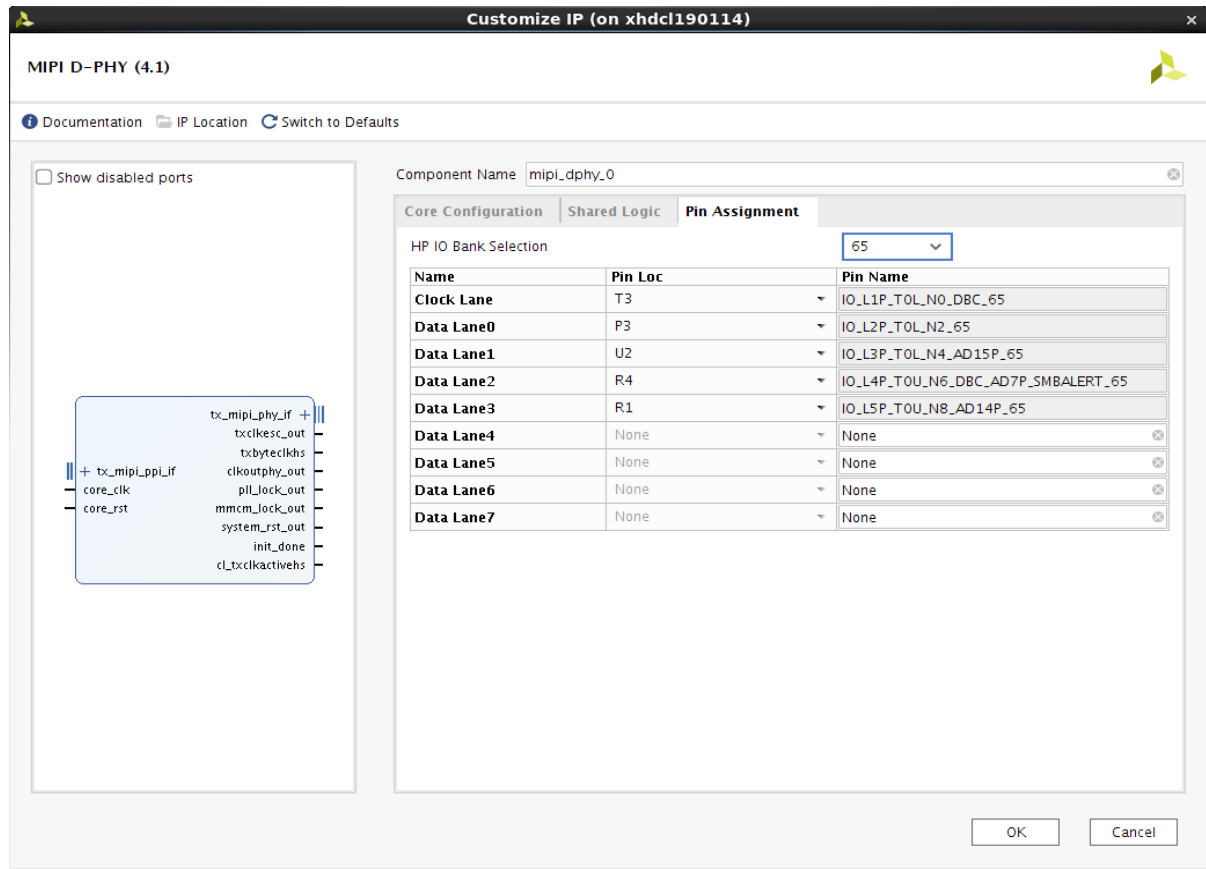 Customize IP (on xhdcl190114)
MIPI D-PHY (4.1)
Documentation IP Location Switch to Defaults
Show disabled ports
tx_mipi_phy_if
txclkesc_out
txbyteclkhs
tx_mipi_ppi_if clkoutphy_out
core_clk pll_lock_out
core_rst mmcm_lock_out
system_rst_out
init_done
cl_txclkactivehs
Component Name mipi_dphy_0
Core Configuration Shared Logic Pin Assignment
HP IO Bank Selection 65
Name Pin Loc Pin Name
Clock Lane T3 IO_L1P_T0L_N0_DBC_65
Data Lane0 P3 IO_L2P_T0L_N2_65
Data Lane1 U2 IO_L3P_T0L_N4_AD15P_65
Data Lane2 R4 IO_L4P_T0U_N6_DBC_AD7P_SMBALERT_65
Data Lane3 R1 IO_L5P_T0U_N8_AD14P_65
Data Lane4 None None
Data Lane5 None None
Data Lane6 None None
Data Lane7 None None
OK Cancel